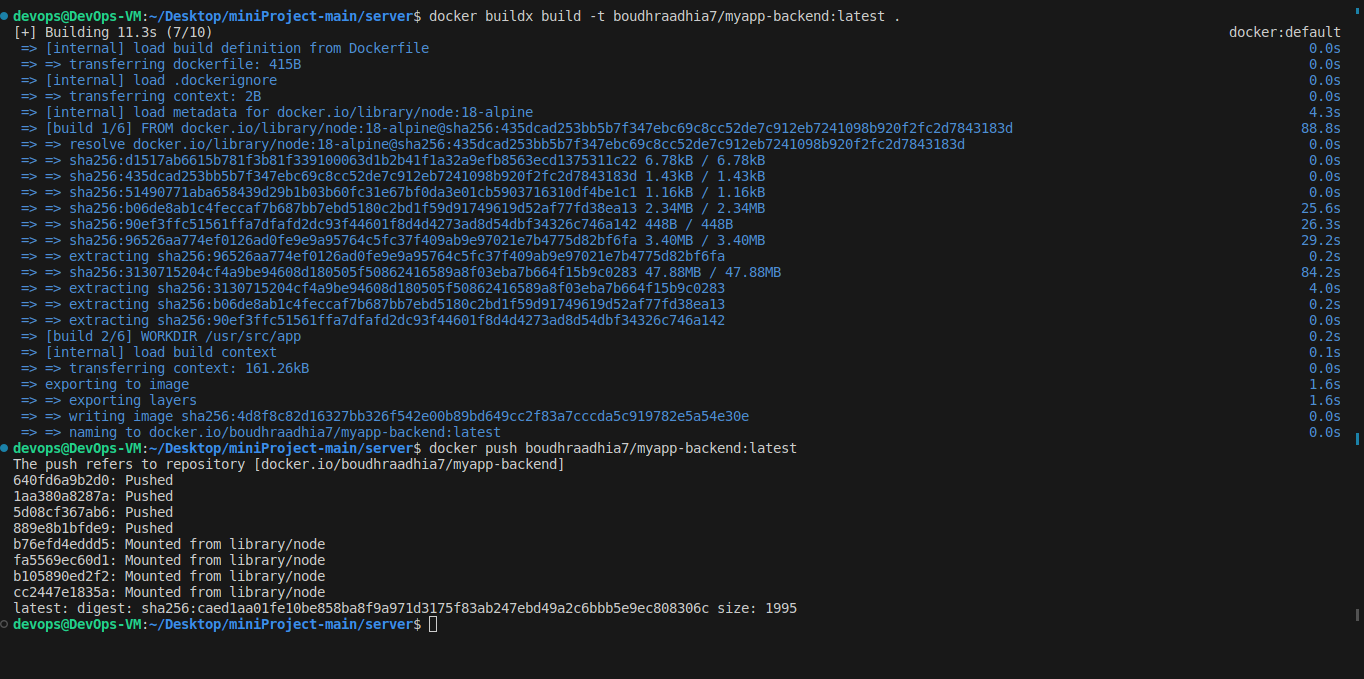 devops@DevOps-VM:~/Desktop/miniProject-main/server$ docker buildx build -t boudhraadhia7/myapp-backend:latest .
[+] Building 11.3s (7/10) docker:default
=> [internal] load build definition from Dockerfile 0.0s
=> => transferring dockerfile: 415B 0.0s
=> [internal] load .dockerignore 0.0s
=> => transferring context: 2B 0.0s
=> [internal] load metadata for docker.io/library/node:18-alpine 4.3s
=> [build 1/6] FROM docker.io/library/node:18-alpine@sha256:435dcad253bb5b7f347ebc69c8cc52de7c912eb7241098b920f2fc2d7843183d 88.8s
=> => resolve docker.io/library/node:18-alpine@sha256:435dcad253bb5b7f347ebc69c8cc52de7c912eb7241098b920f2fc2d7843183d 0.0s
=> => sha256:d1517ab6615b781f3b81f339100063d1b2b41f1a32a9efb8563ecd1375311c22 6.78kB / 6.78kB 0.0s
=> => sha256:435dcad253bb5b7f347ebc69c8cc52de7c912eb7241098b920f2fc2d7843183d 1.43kB / 1.43kB 0.0s
=> => sha256:51490771aba658439d29b1b03b60fc31e67bf0da3e01cb5903716310df4be1c1 1.16kB / 1.16kB 0.0s
=> => sha256:b06de8ab1c4feccaf7b687bb7ebd5180c2bd1f59d91749619d52af77fd38ea13 2.34MB / 2.34MB 25.6s
=> => sha256:90ef3ffc51561ffa7dfafd2dc93f44601f8d4d4273ad8d54dbf34326c746a142 448B / 448B 26.3s
=> => sha256:96526aa774ef0126ad0fe9e9a95764c5fc37f409ab9e97021e7b4775d82bf6fa 3.40MB / 3.40MB 29.2s
=> => extracting sha256:96526aa774ef0126ad0fe9e9a95764c5fc37f409ab9e97021e7b4775d82bf6fa 0.2s
=> => sha256:3130715204cf4a9be94608d180505f50862416589a8f03eba7b664f15b9c0283 47.88MB / 47.88MB 84.2s
=> => extracting sha256:3130715204cf4a9be94608d180505f50862416589a8f03eba7b664f15b9c0283 4.0s
=> => extracting sha256:b06de8ab1c4feccaf7b687bb7ebd5180c2bd1f59d91749619d52af77fd38ea13 0.2s
=> => extracting sha256:90ef3ffc51561ffa7dfafd2dc93f44601f8d4d4273ad8d54dbf34326c746a142 0.0s
=> [build 2/6] WORKDIR /usr/src/app 0.2s
=> [internal] load build context 0.1s
=> => transferring context: 161.26kB 0.0s
=> exporting to image 1.6s
=> => exporting layers 1.6s
=> => writing image sha256:4d8f8c82d16327bb326f542e00b89bd649cc2f83a7cccda5c919782e5a54e30e 0.0s
=> => naming to docker.io/boudhraadhia7/myapp-backend:latest 0.0s
devops@DevOps-VM:~/Desktop/miniProject-main/server$ docker push boudhraadhia7/myapp-backend:latest
The push refers to repository [docker.io/boudhraadhia7/myapp-backend]
640fd6a9b2d0: Pushed
1aa380a8287a: Pushed
5d08cf367ab6: Pushed
889e8b1bfde9: Pushed
b76efd4eddd5: Mounted from library/node
fa5569ec60d1: Mounted from library/node
b105890ed2f2: Mounted from library/node
cc2447e1835a: Mounted from library/node
latest: digest: sha256:caed1aa01fe10be858ba8f9a971d3175f83ab247ebd49a2c6bbb5e9ec808306c size: 1995
devops@DevOps-VM:~/Desktop/miniProject-main/server$